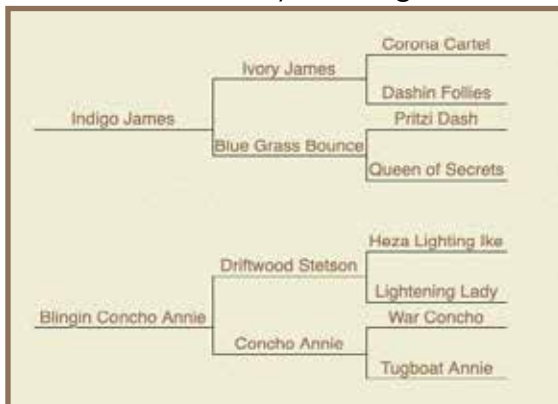 Corona Cartel
Ivory James
Dashin Follies
Indigo James
Pritzi Dash
Blue Grass Bounce
Queen of Secrets
Heza Lighting Ike
Driftwood Stetson
Lightening Lady
Blingin Concho Annie
War Concho
Concho Annie
Tugboat Annie